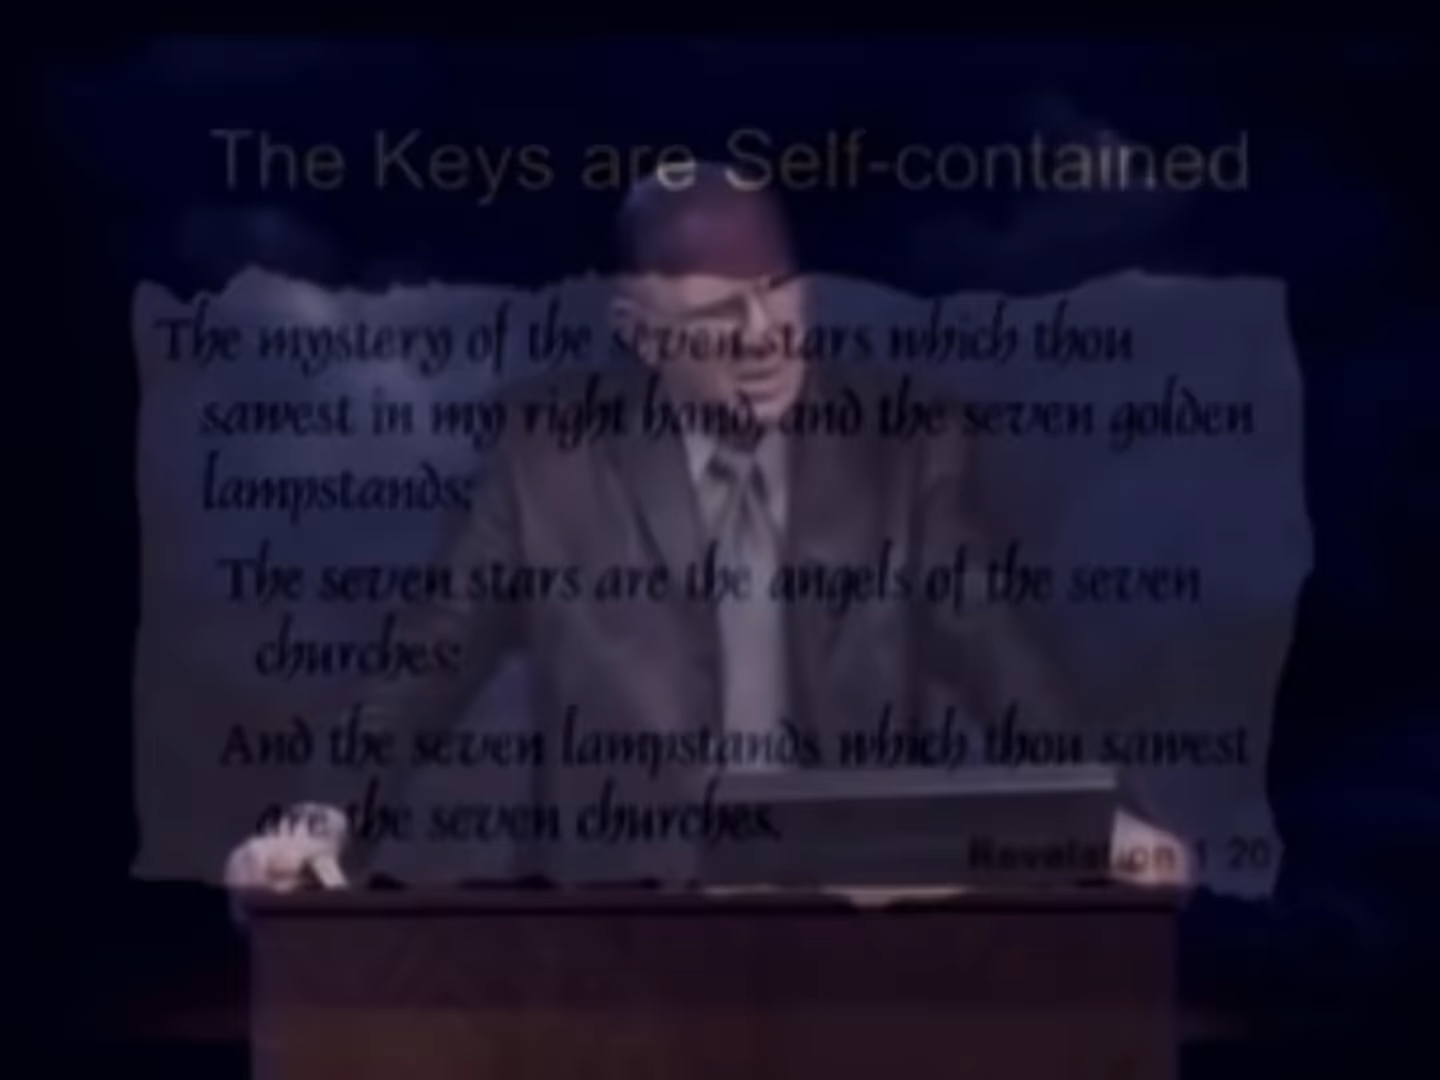 The Keys are Self-contained
The mystery of the seven stars which thou
sawest in my right hand, and the seven golden
lampstands;
The seven stars are the angels of the seven
churches:
And the seven lampstands which thou sawest
are the seven churches.
Revelation 1 20